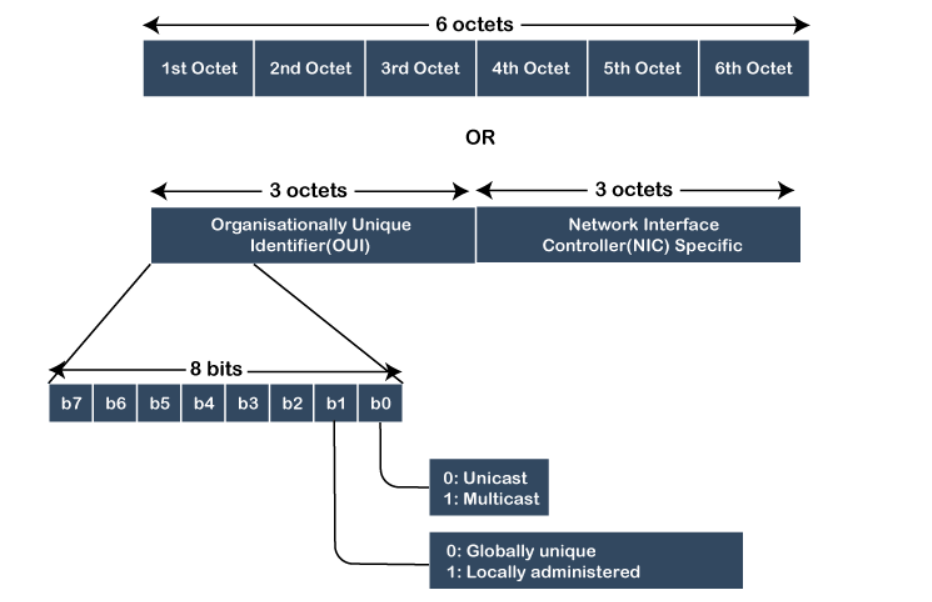 6 octets
1st Octet 2nd Octet 3rd Octet 4th Octet 5th Octet 6th Octet
OR
3 octets 3 octets
Organisationally Unique
Identifier(OUI)
Network Interface
Controller(NIC) Specific
8 bits
b7 b6 b5 b4 b3 b2 b1 b0
0: Unicast
1: Multicast
0: Globally unique
1: Locally administered